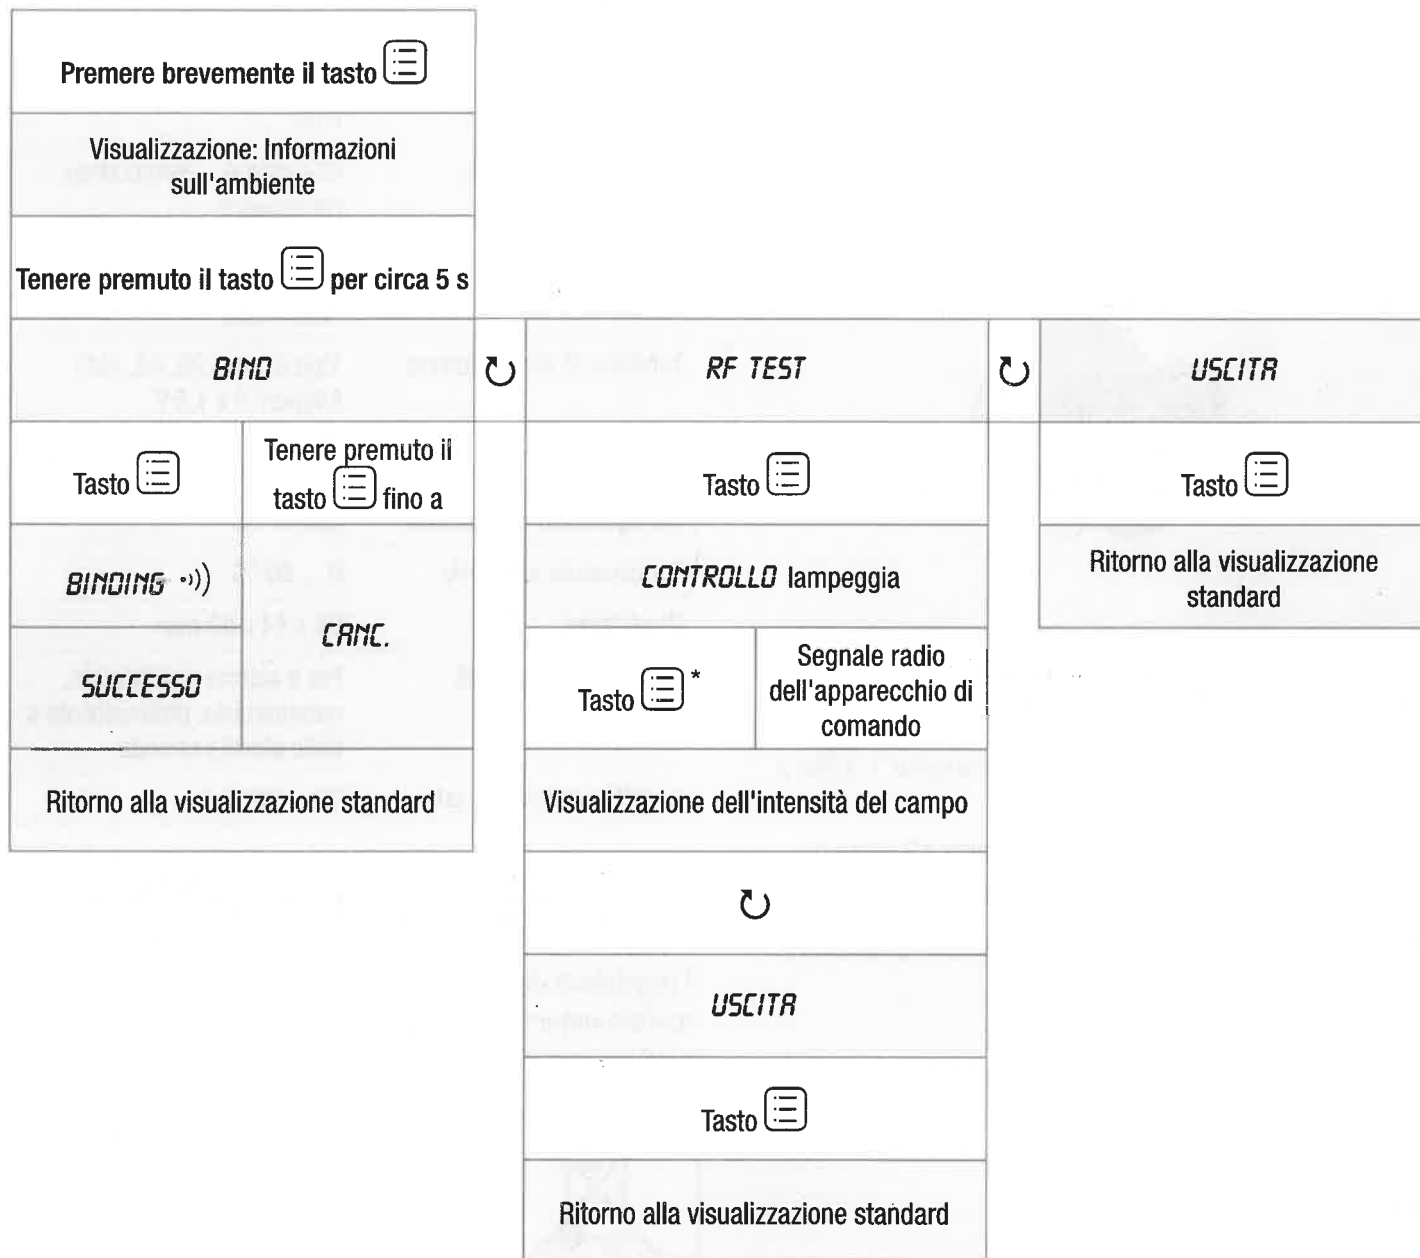 Premere brevemente il tasto
Visualizzazione: Informazioni
sull'ambiente
Tenere premuto il tasto per circa 5 s
BIND
Tasto
Tenere premuto il
tasto fino a
BINDING
CANC.
SUCCESSO
Ritorno alla visualizzazione standard
RF TEST
Tasto
CONTROLLO lampeggia
Tasto *
Segnale radio
dell'apparecchio di
comando
Visualizzazione dell'intensità del campo
USCITA
Tasto
Ritorno alla visualizzazione standard
USCITA
Tasto
Ritorno alla visualizzazione
standard